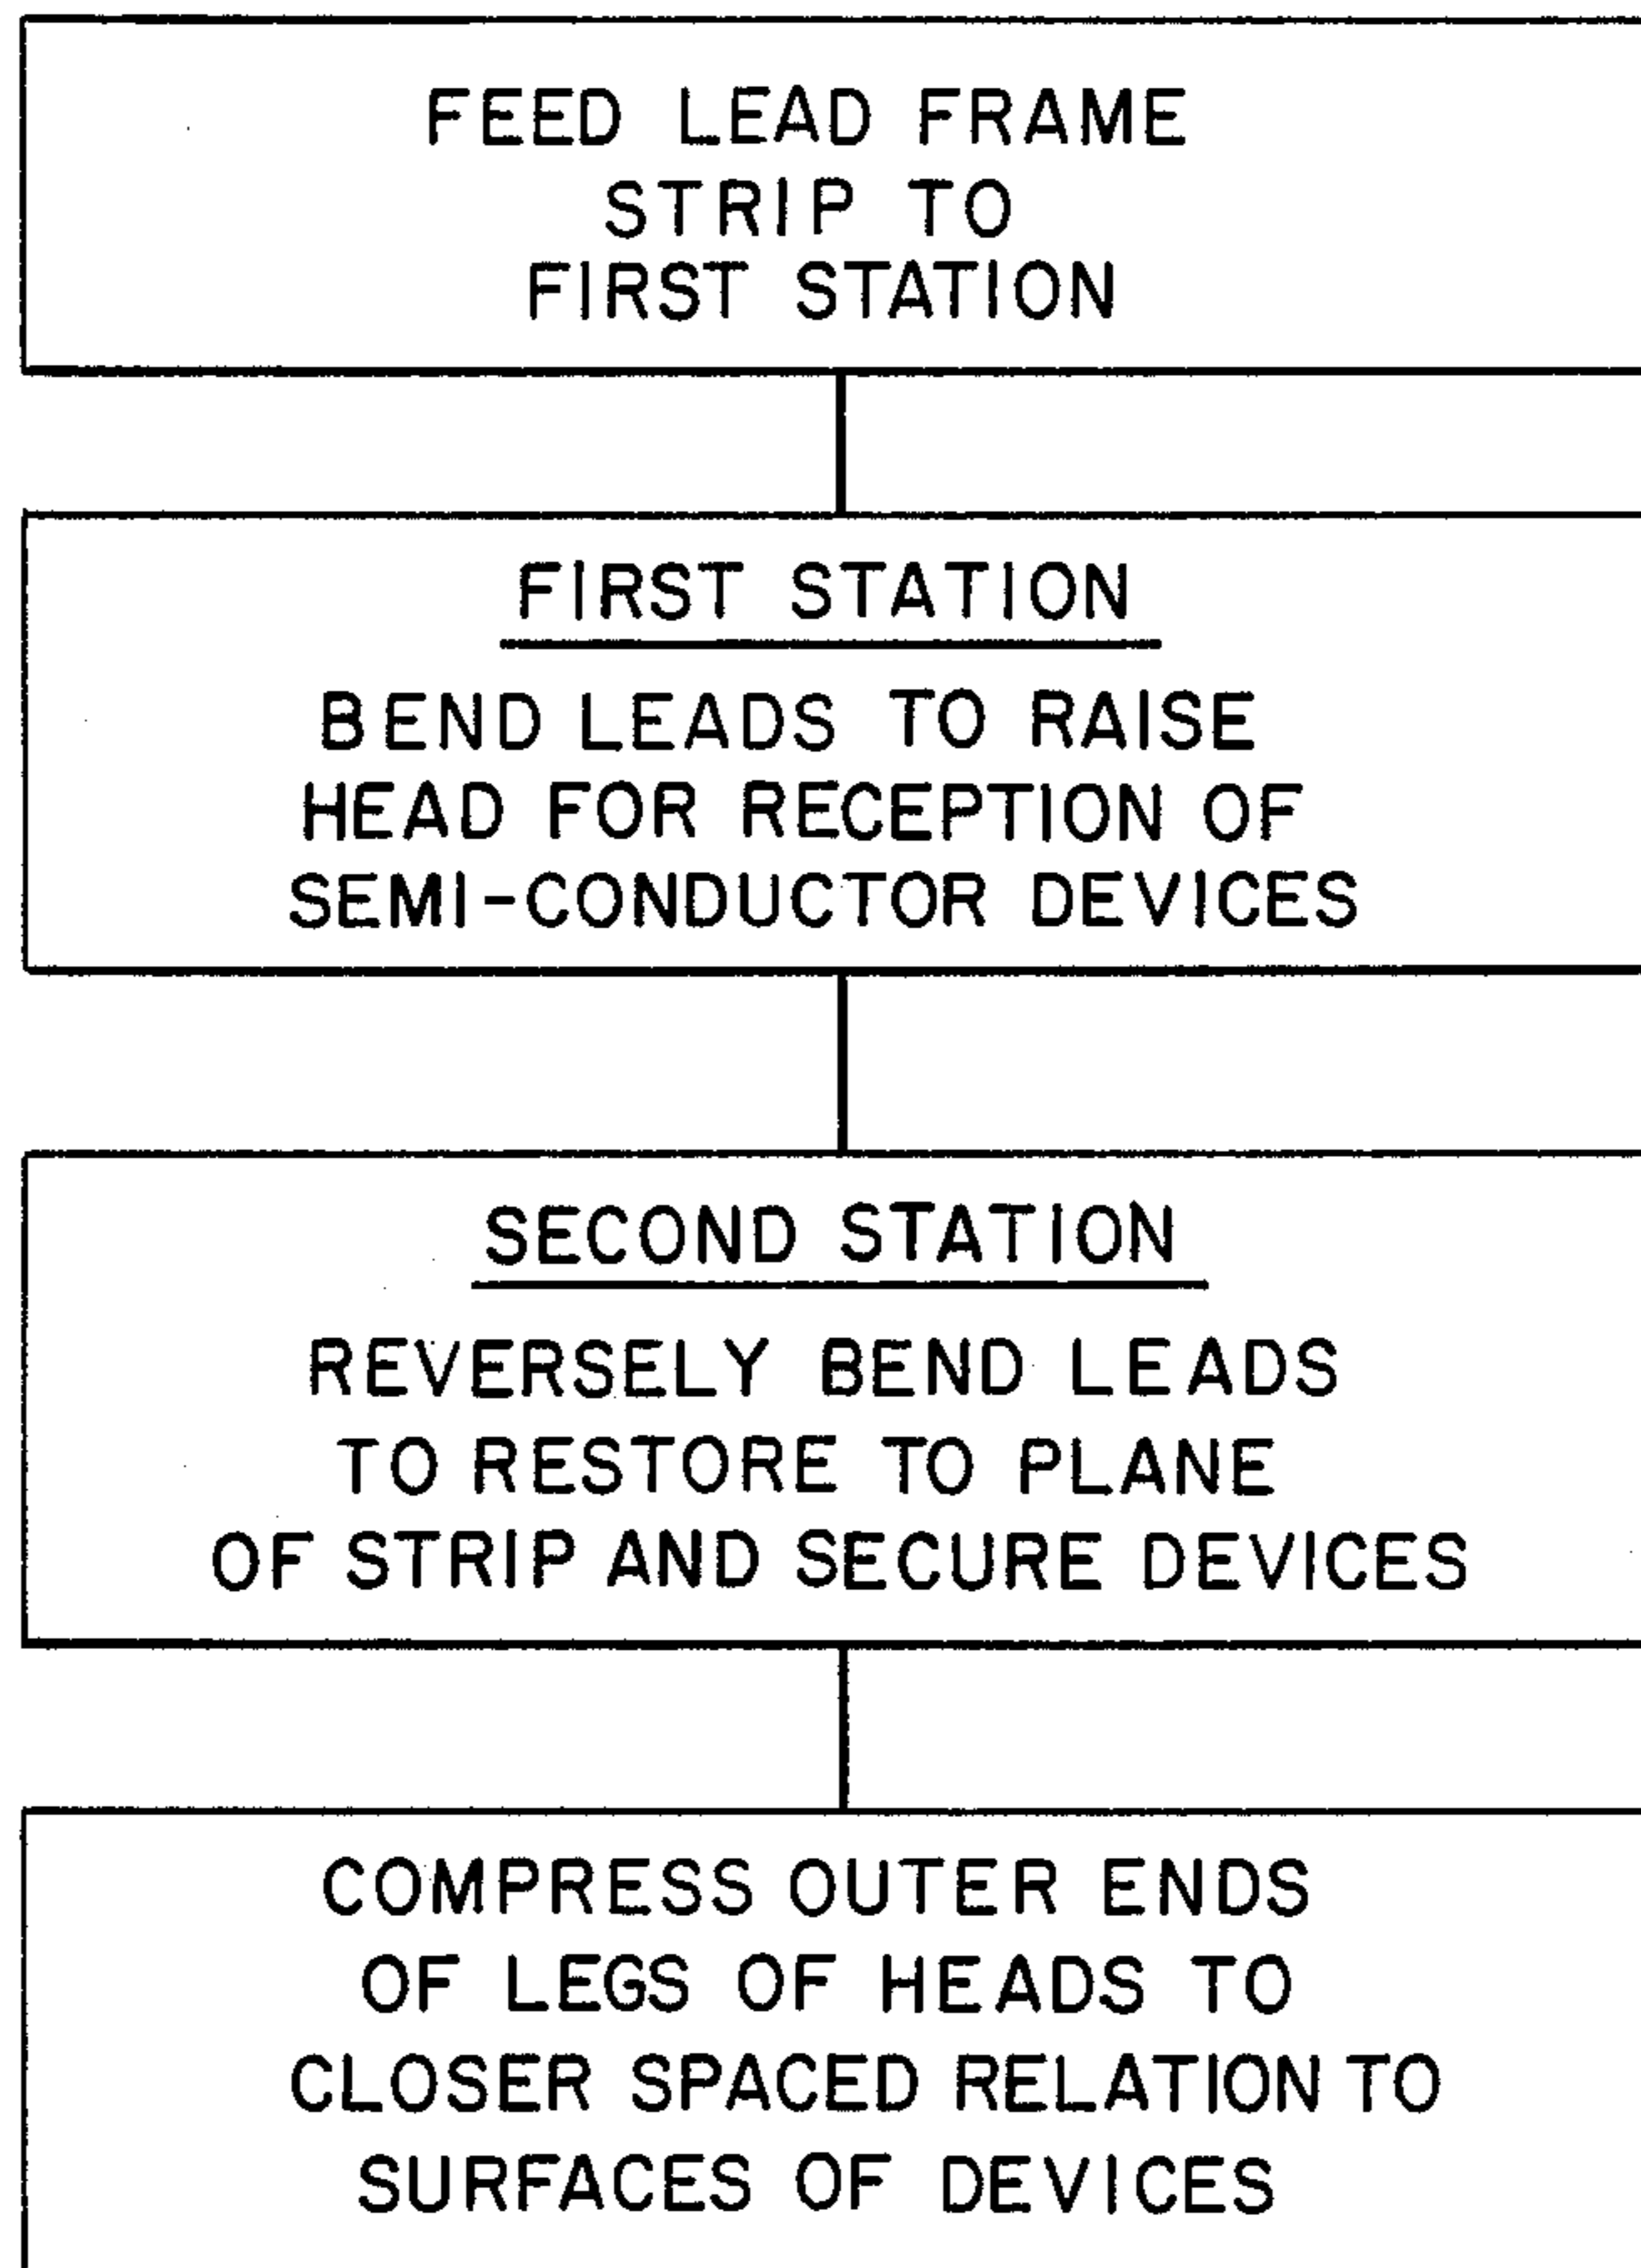 FEED LEAD FRAME
STRIP TO
FIRST STATION
FIRST STATION
BEND LEADS TO RAISE
HEAD FOR RECEPTION OF
SEMI-CONDUCTOR DEVICES
SECOND STATION
REVERSELY BEND LEADS
TO RESTORE TO PLANE
OF STRIP AND SECURE DEVICES
COMPRESS OUTER ENDS
OF LEGS OF HEADS TO
CLOSER SPACED RELATION TO
SURFACES OF DEVICES